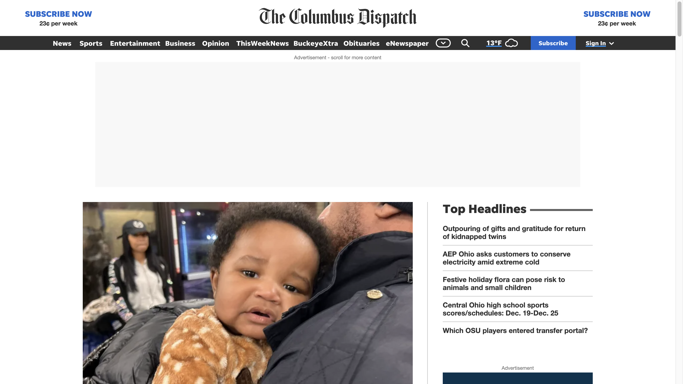 SUBSCRIBE NOW
23¢ per week
The Columbus Dispatch
SUBSCRIBE NOW
23¢ per week
News Sports Entertainment Business Opinion ThisWeekNews BuckeyeXtra Obituaries eNewspaper 13°F Subscribe Sign In
Advertisement - scroll for more content
Top Headlines
Outpouring of gifts and gratitude for return
of kidnapped twins
AEP Ohio asks customers to conserve
electricity amid extreme cold
Festive holiday flora can pose risk to
animals and small children
Central Ohio high school sports
scores/schedules: Dec. 19-Dec. 25
Which OSU players entered transfer portal?
Advertisement